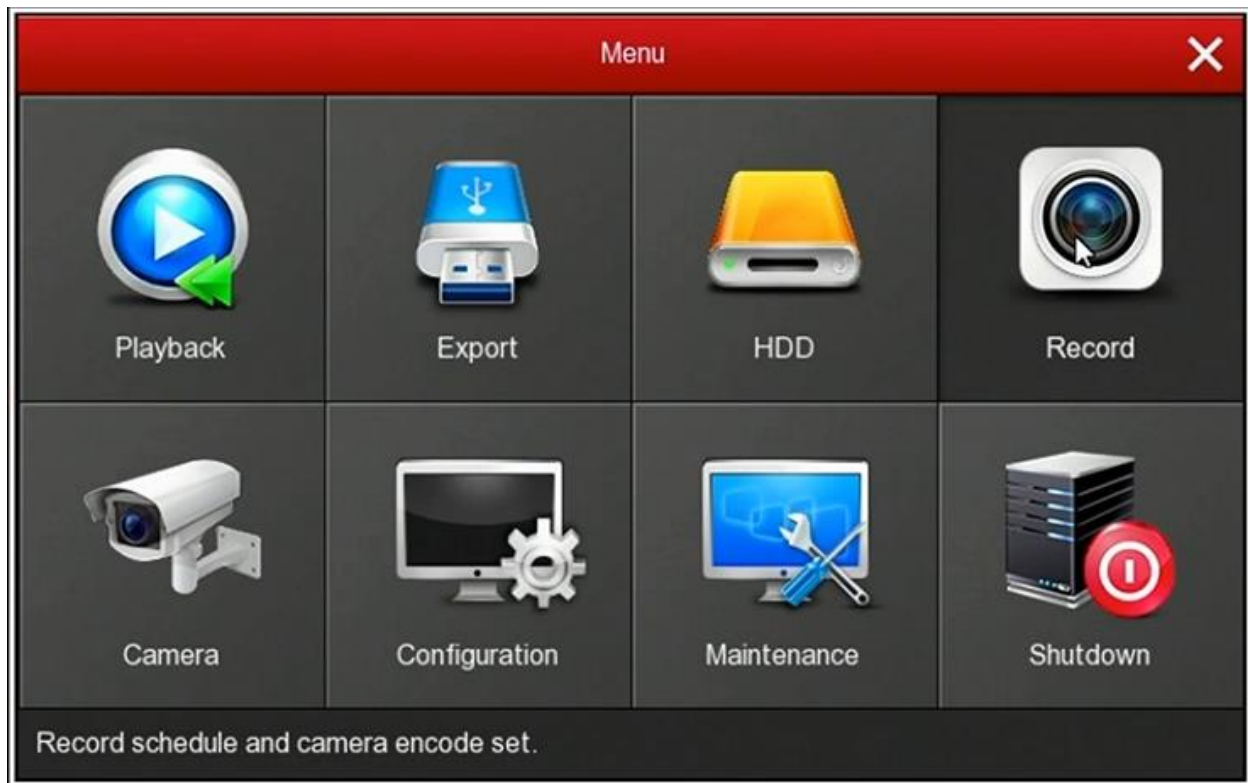 Menu
Playback
Export
HDD
Record
Camera
Configuration
Maintenance
Shutdown
Record schedule and camera encode set.